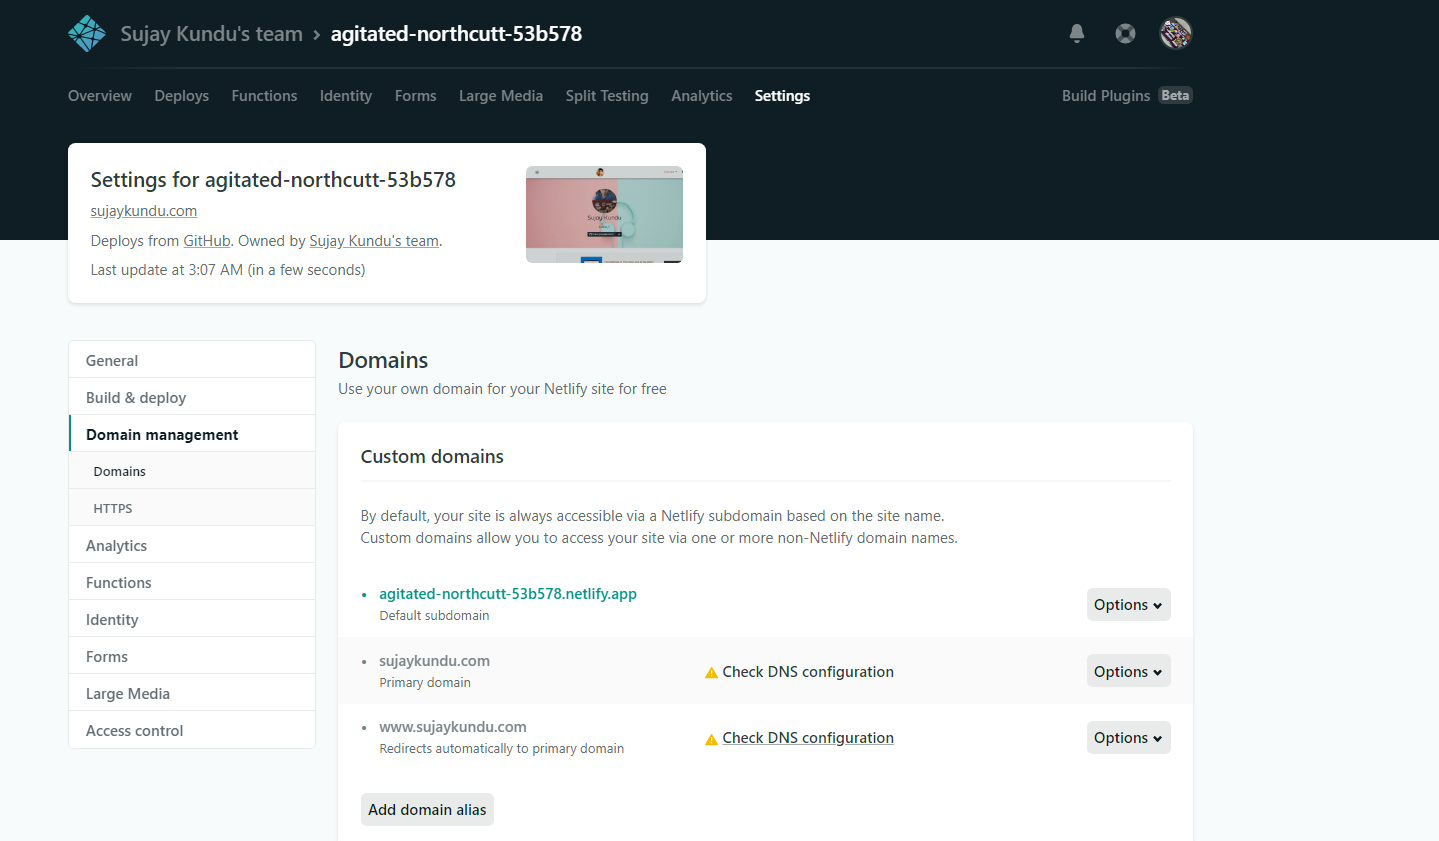 Sujay Kundu's team > agitated-northcutt-53b578
Overview Deploys Functions Identity Forms Large Media Split Testing Analytics Settings Build Plugins Beta
Settings for agitated-northcutt-53b578
sujaykundu.com
Deploys from GitHub. Owned by Sujay Kundu's team.
Last update at 3:07 AM (in a few seconds)
Sujay Kundu
General
Build & deploy
Domain management
Domains
HTTPS
Analytics
Functions
Identity
Forms
Large Media
Access control
Domains
Use your own domain for your Netlify site for free
Custom domains
By default, your site is always accessible via a Netlify subdomain based on the site name.
Custom domains allow you to access your site via one or more non-Netlify domain names.
agitated-northcutt-53b578.netlify.app
Default subdomain
Options
sujaykundu.com
Primary domain
Check DNS configuration
Options
www.sujaykundu.com
Redirects automatically to primary domain
Check DNS configuration
Options
Add domain alias